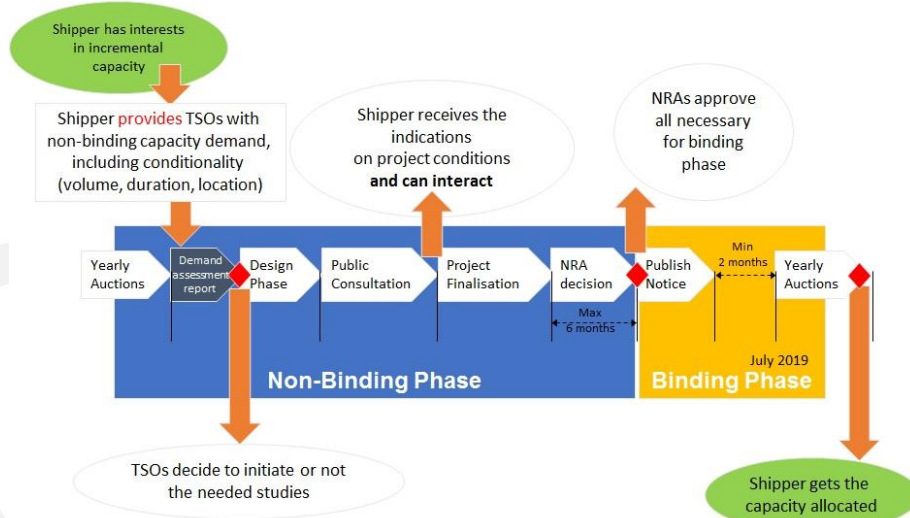 Shipper has interests
in incremental
capacity
Shipper provides TSOs with
non-binding capacity demand,
including conditionality
(volume, duration, location)
Shipper receives the
indications
on project conditions
and can interact
NRAs approve
all necessary
for binding
phase
Yearly
Auctions
Demand
assessment
report
Design
Phase
Public
Consultation
Project
Finalisation
NRA
decision
Publish
Notice
Min
2 months
Yearly
Auctions
Max
6 months
July 2019
Non-Binding Phase
Binding Phase
TSOs decide to initiate or not
the needed studies
Shipper gets the
capacity allocated